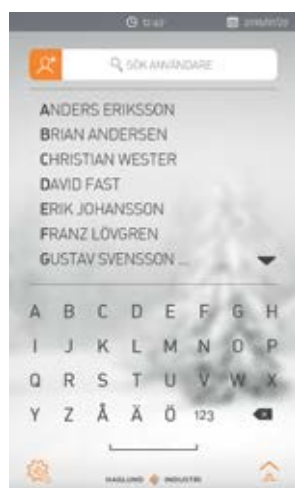 SÖK ANVÄNDARE
ANDERS ERIKSSON
BRIAN ANDERSEN
CHRISTIAN WESTER
DAVID FAST
ERIK JOHANSSON
FRANZ LÖVGREN
GUSTAV SVENSSON ...
A B C D E F G H
I J K L M N O P
Q R S T U V W X
Y Z Å Ä Ö 123
HAGLUND INDUSTRI